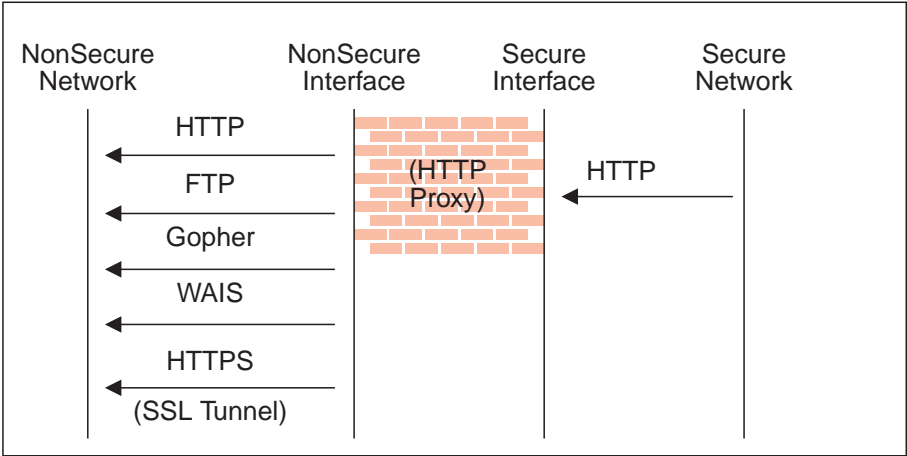 NonSecure
Network
NonSecure
Interface
Secure
Interface
Secure
Network
HTTP
FTP
Gopher
WAIS
HTTPS
(SSL Tunnel)
(HTTP
Proxy)
HTTP